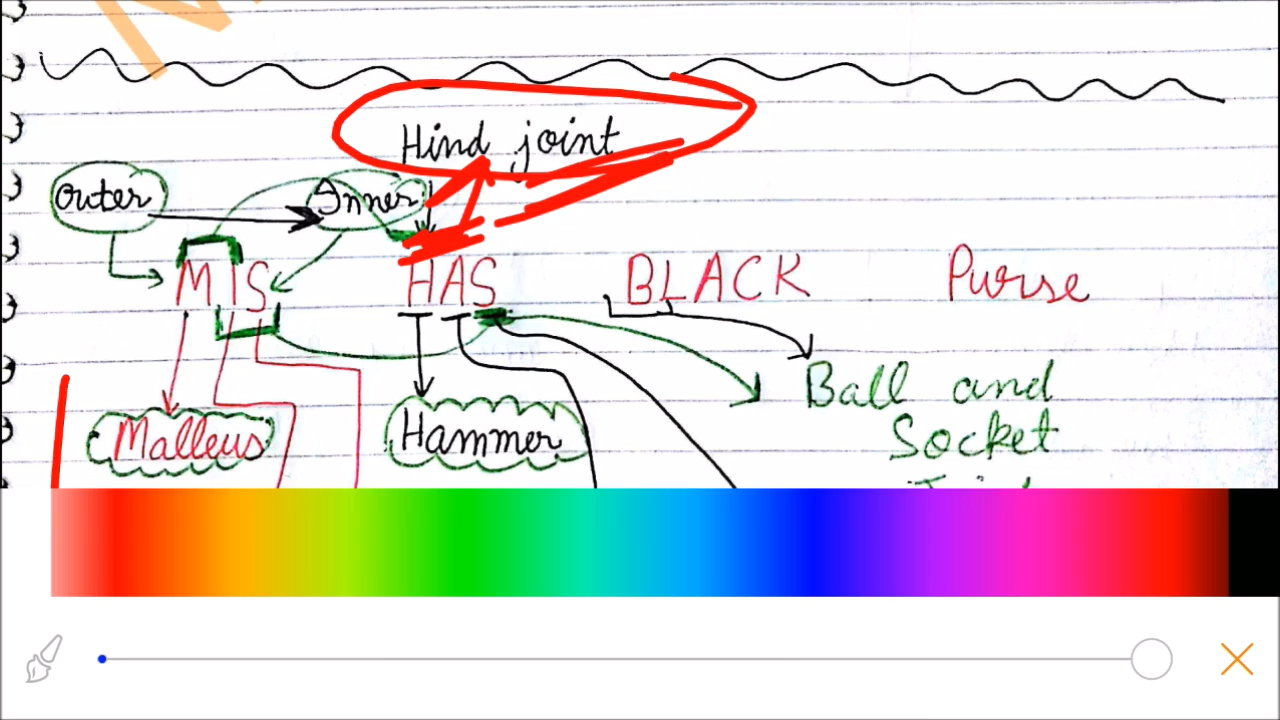 Hind joint
Outer Inner
MIS HAS BLACK Purse
Ball and
Socket
Malleus Hammer